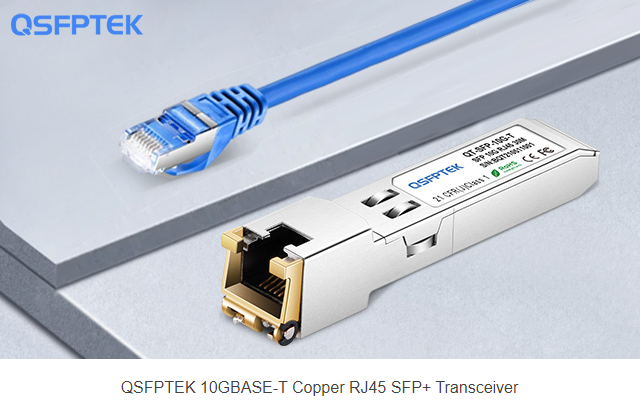 QSFPTEK
QT-SFP-10G-T
SFP 10G RJ45 30M
S/N:BQT210511001
QSFPTEK
RoHS
CE FC
21 CFR(J)Class 1
QSFPTEK 10GBASE-T Copper RJ45 SFP+ Transceiver